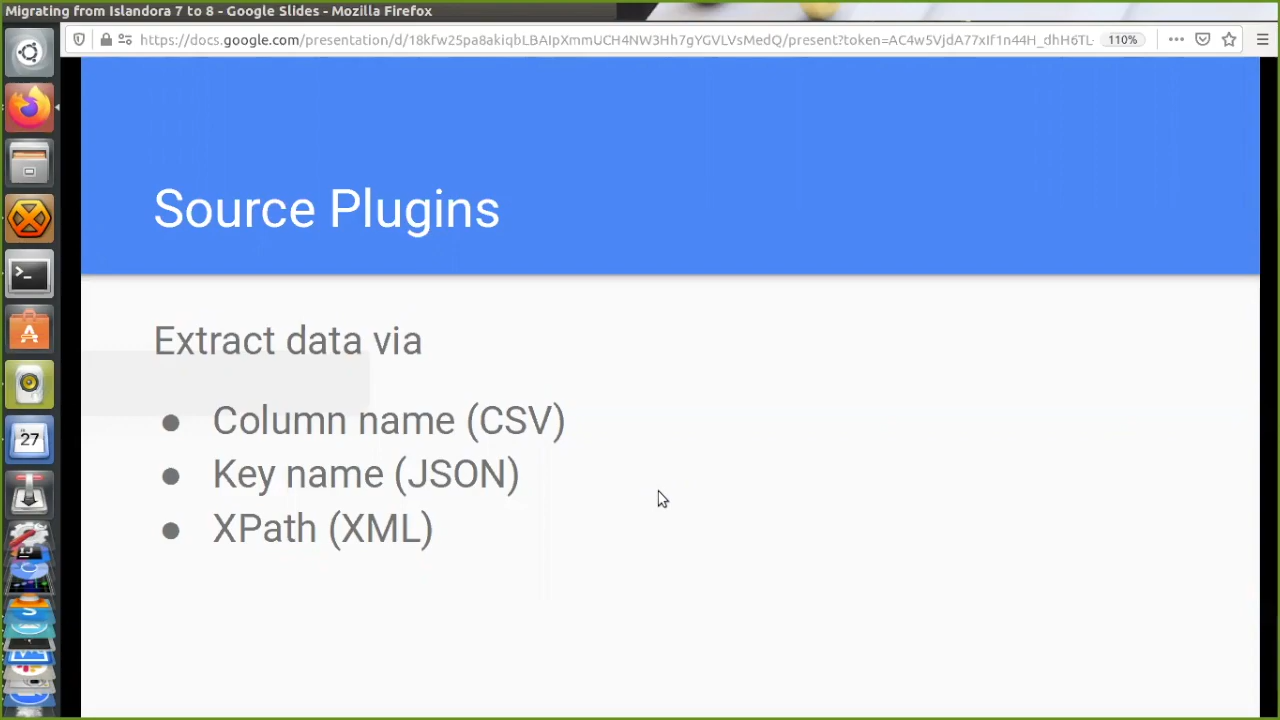 Migrating from Islandora 7 to 8 - Google Slides - Mozilla Firefox
https://docs.google.com/presentation/d/18kfw25pa8akiqbLBAIpXmmUCH4NW3Hh7gYGVLVsMedQ/present?token=AC4w5VjdA77xIf1n44H_dhH6TL-
110%
Source Plugins
Extract data via
● Column name (CSV)
● Key name (JSON)
● XPath (XML)
27